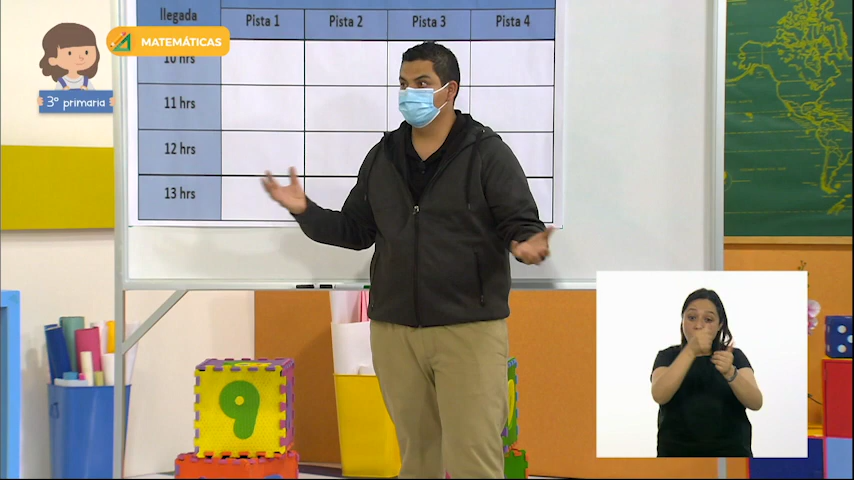 llegada
Pista 1
Pista 2
Pista 3
Pista 4
MATEMÁTICAS
3º primaria
10 hrs
11 hrs
12 hrs
13 hrs
9